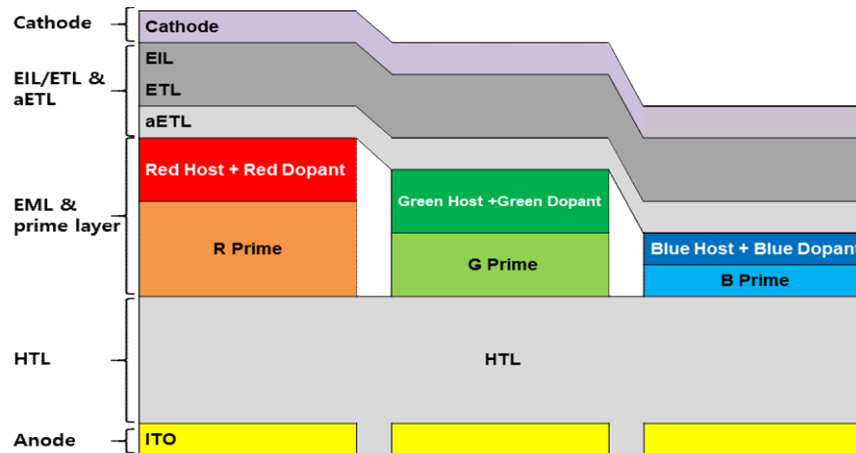 Cathode
Cathode
EIL/ETL &
aETL
EIL
ETL
aETL
EML &
prime layer
Red Host + Red Dopant
Green Host +Green Dopant
Blue Host + Blue Dopant
R Prime
G Prime
B Prime
HTL
HTL
Anode
ITO